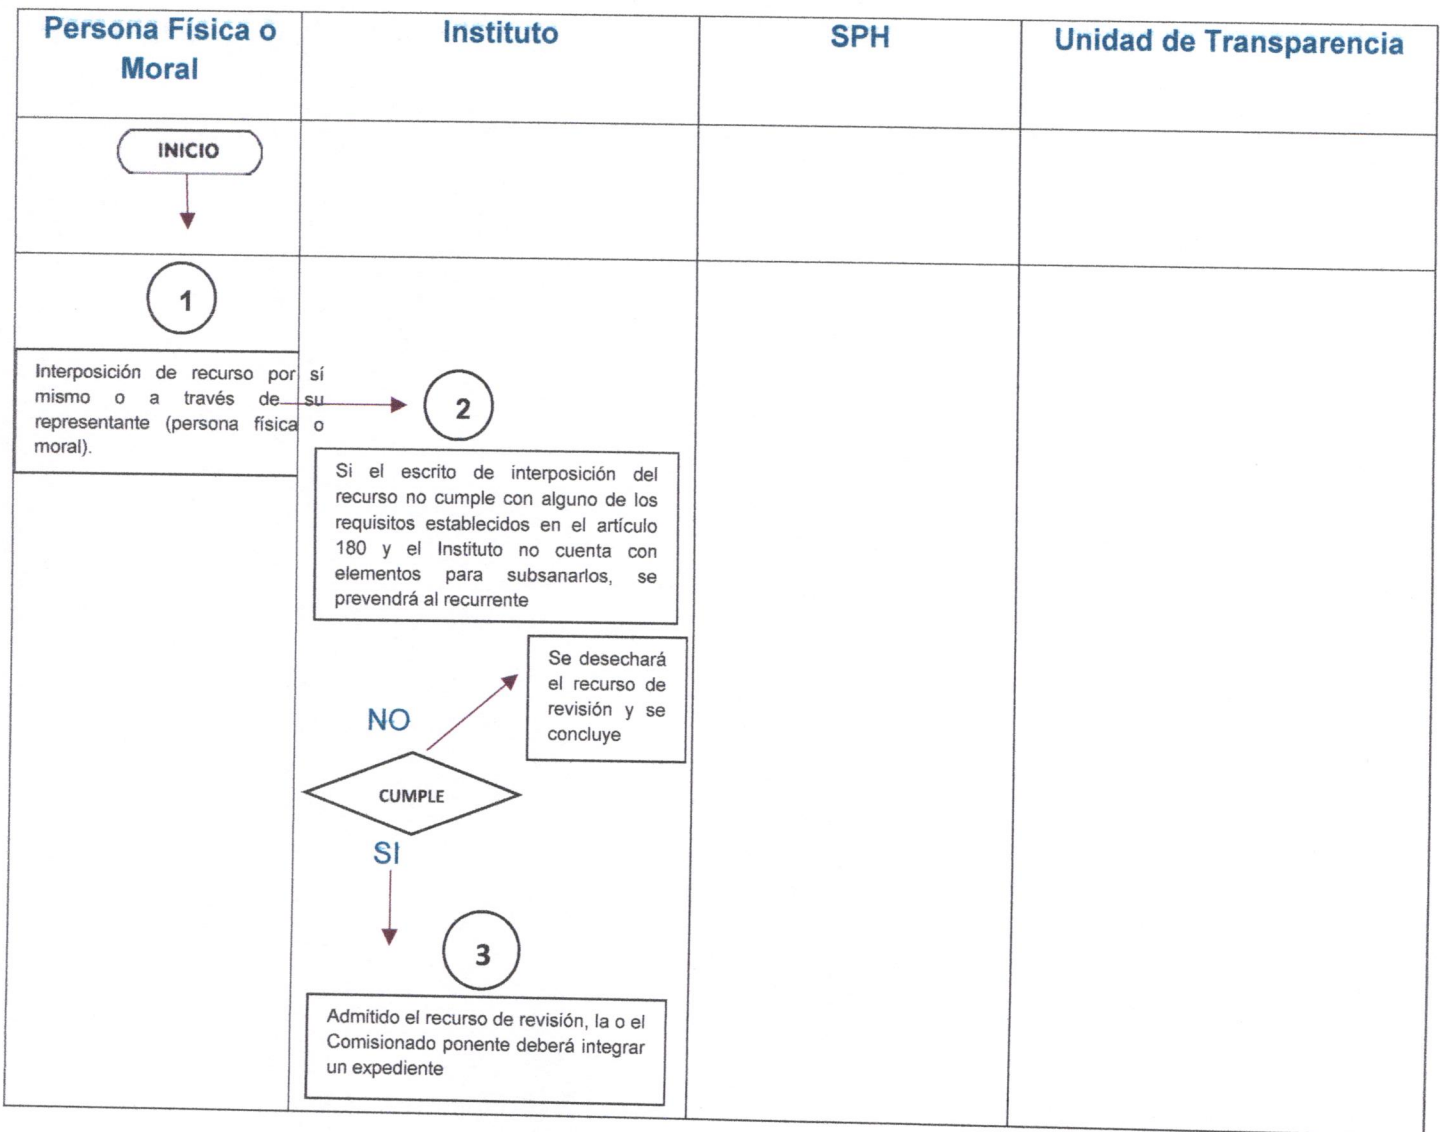 Persona Física o
Moral
Instituto
SPH
Unidad de Transparencia
INICIO
1
Interposición de recurso por sí
mismo o a través de su
representante (persona física o
moral).
2
Si el escrito de interposición del
recurso no cumple con alguno de los
requisitos establecidos en el artículo
180 y el Instituto no cuenta con
elementos para subsanarlos, se
prevendrá al recurrente
Se desechará
el recurso de
revisión y se
concluye
NO
CUMPLE
SI
3
Admitido el recurso de revisión, la o el
Comisionado ponente deberá integrar
un expediente